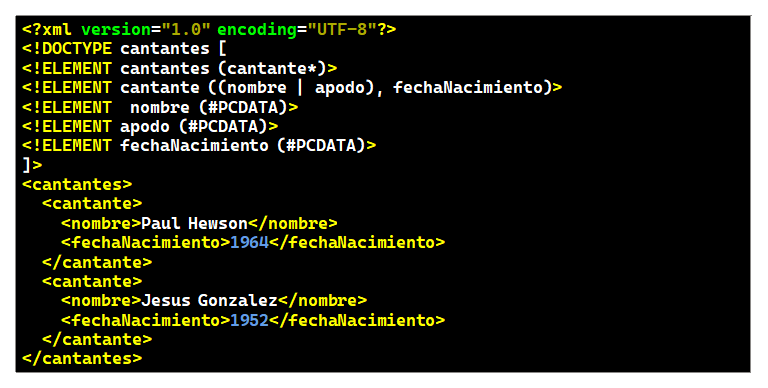 <?xml version="1.0" encoding="UTF-8"?>
<!DOCTYPE cantantes [
<!ELEMENT cantantes (cantante*)>
<!ELEMENT cantante ((nombre | apodo), fechaNacimiento)>
<!ELEMENT  nombre (#PCDATA)>
<!ELEMENT apodo (#PCDATA)>
<!ELEMENT fechaNacimiento (#PCDATA)>
]>
<cantantes>
  <cantante>
    <nombre>Paul Hewson</nombre>
    <fechaNacimiento>1964</fechaNacimiento>
  </cantante>
  <cantante>
    <nombre>Jesus Gonzalez</nombre>
    <fechaNacimiento>1952</fechaNacimiento>
  </cantante>
</cantantes>